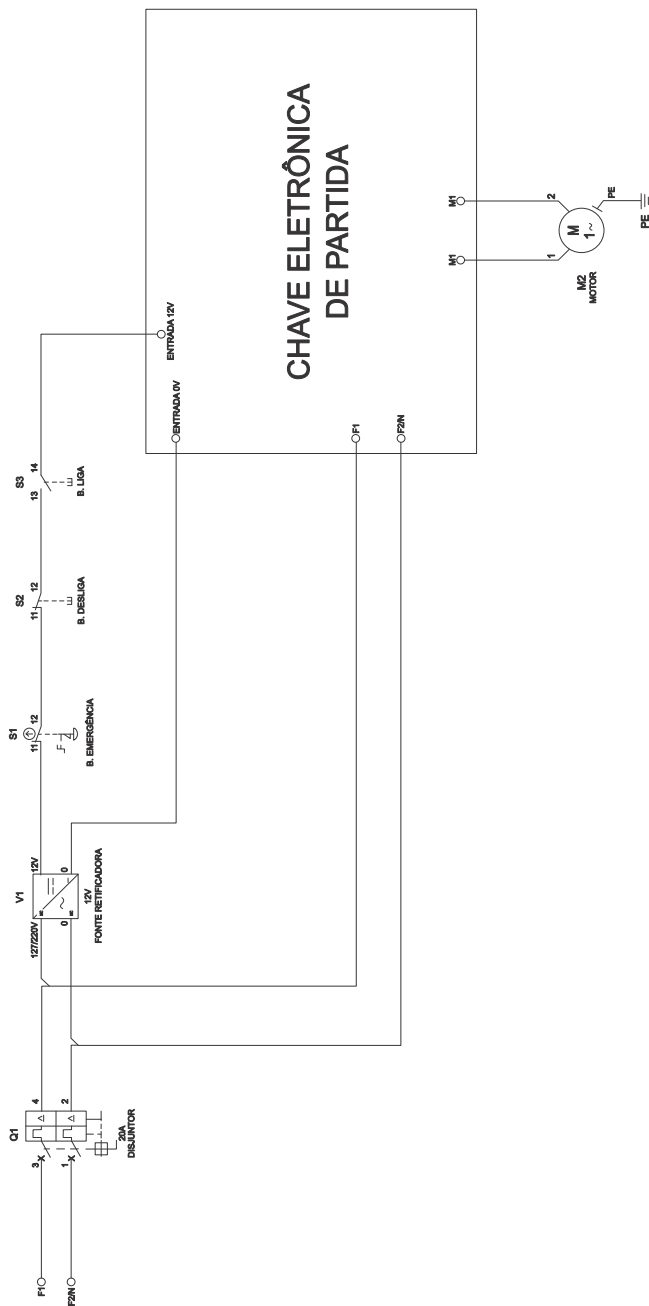 CHAVE ELETRÔNICA
DE PARTIDA
ENTRADA 12V
ENTRADA 0V
F1
F2/N
M1
M1
1
2
M
1~
PE
PE
M2
MOTOR
S3
13
14
B. LIGA
S2
11
12
B. DESLIGA
S1
11
12
B. EMERGÊNCIA
V1
127/220V
12V
0
0
12V
FONTE RETIFICADORA
Q1
3
4
1
2
20A
DISJUNTOR
F1
F2/N